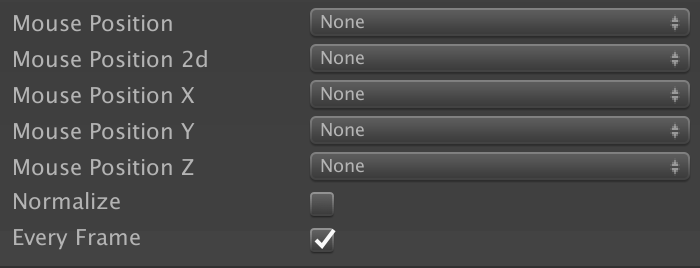 Mouse Position None
Mouse Position 2d None
Mouse Position X None
Mouse Position Y None
Mouse Position Z None
Normalize
Every Frame